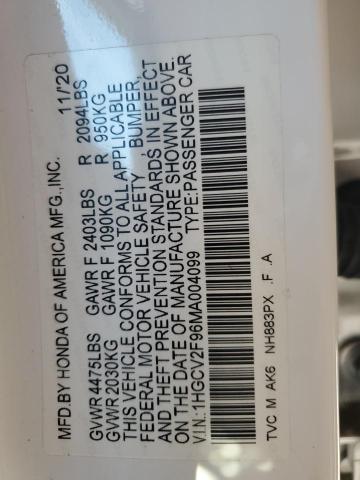 MFD.BY HONDA OF AMERICA MFG.,INC. 11/'20
GVWR 4475LBS GAWR F 2403LBS R 2094LBS
GVWR 2030KG GAWR F 1090KG R 950KG
THIS VEHICLE CONFORMS TO ALL APPLICABLE
FEDERAL MOTOR VEHICLE SAFETY , BUMPER,
AND THEFT PREVENTION STANDARDS IN EFFECT
ON THE DATE OF MANUFACTURE SHOWN ABOVE.
VIN.:1HGCV2F96MA004099 TYPE:PASSENGER CAR
TVC M AK6 NH883PX .F .A